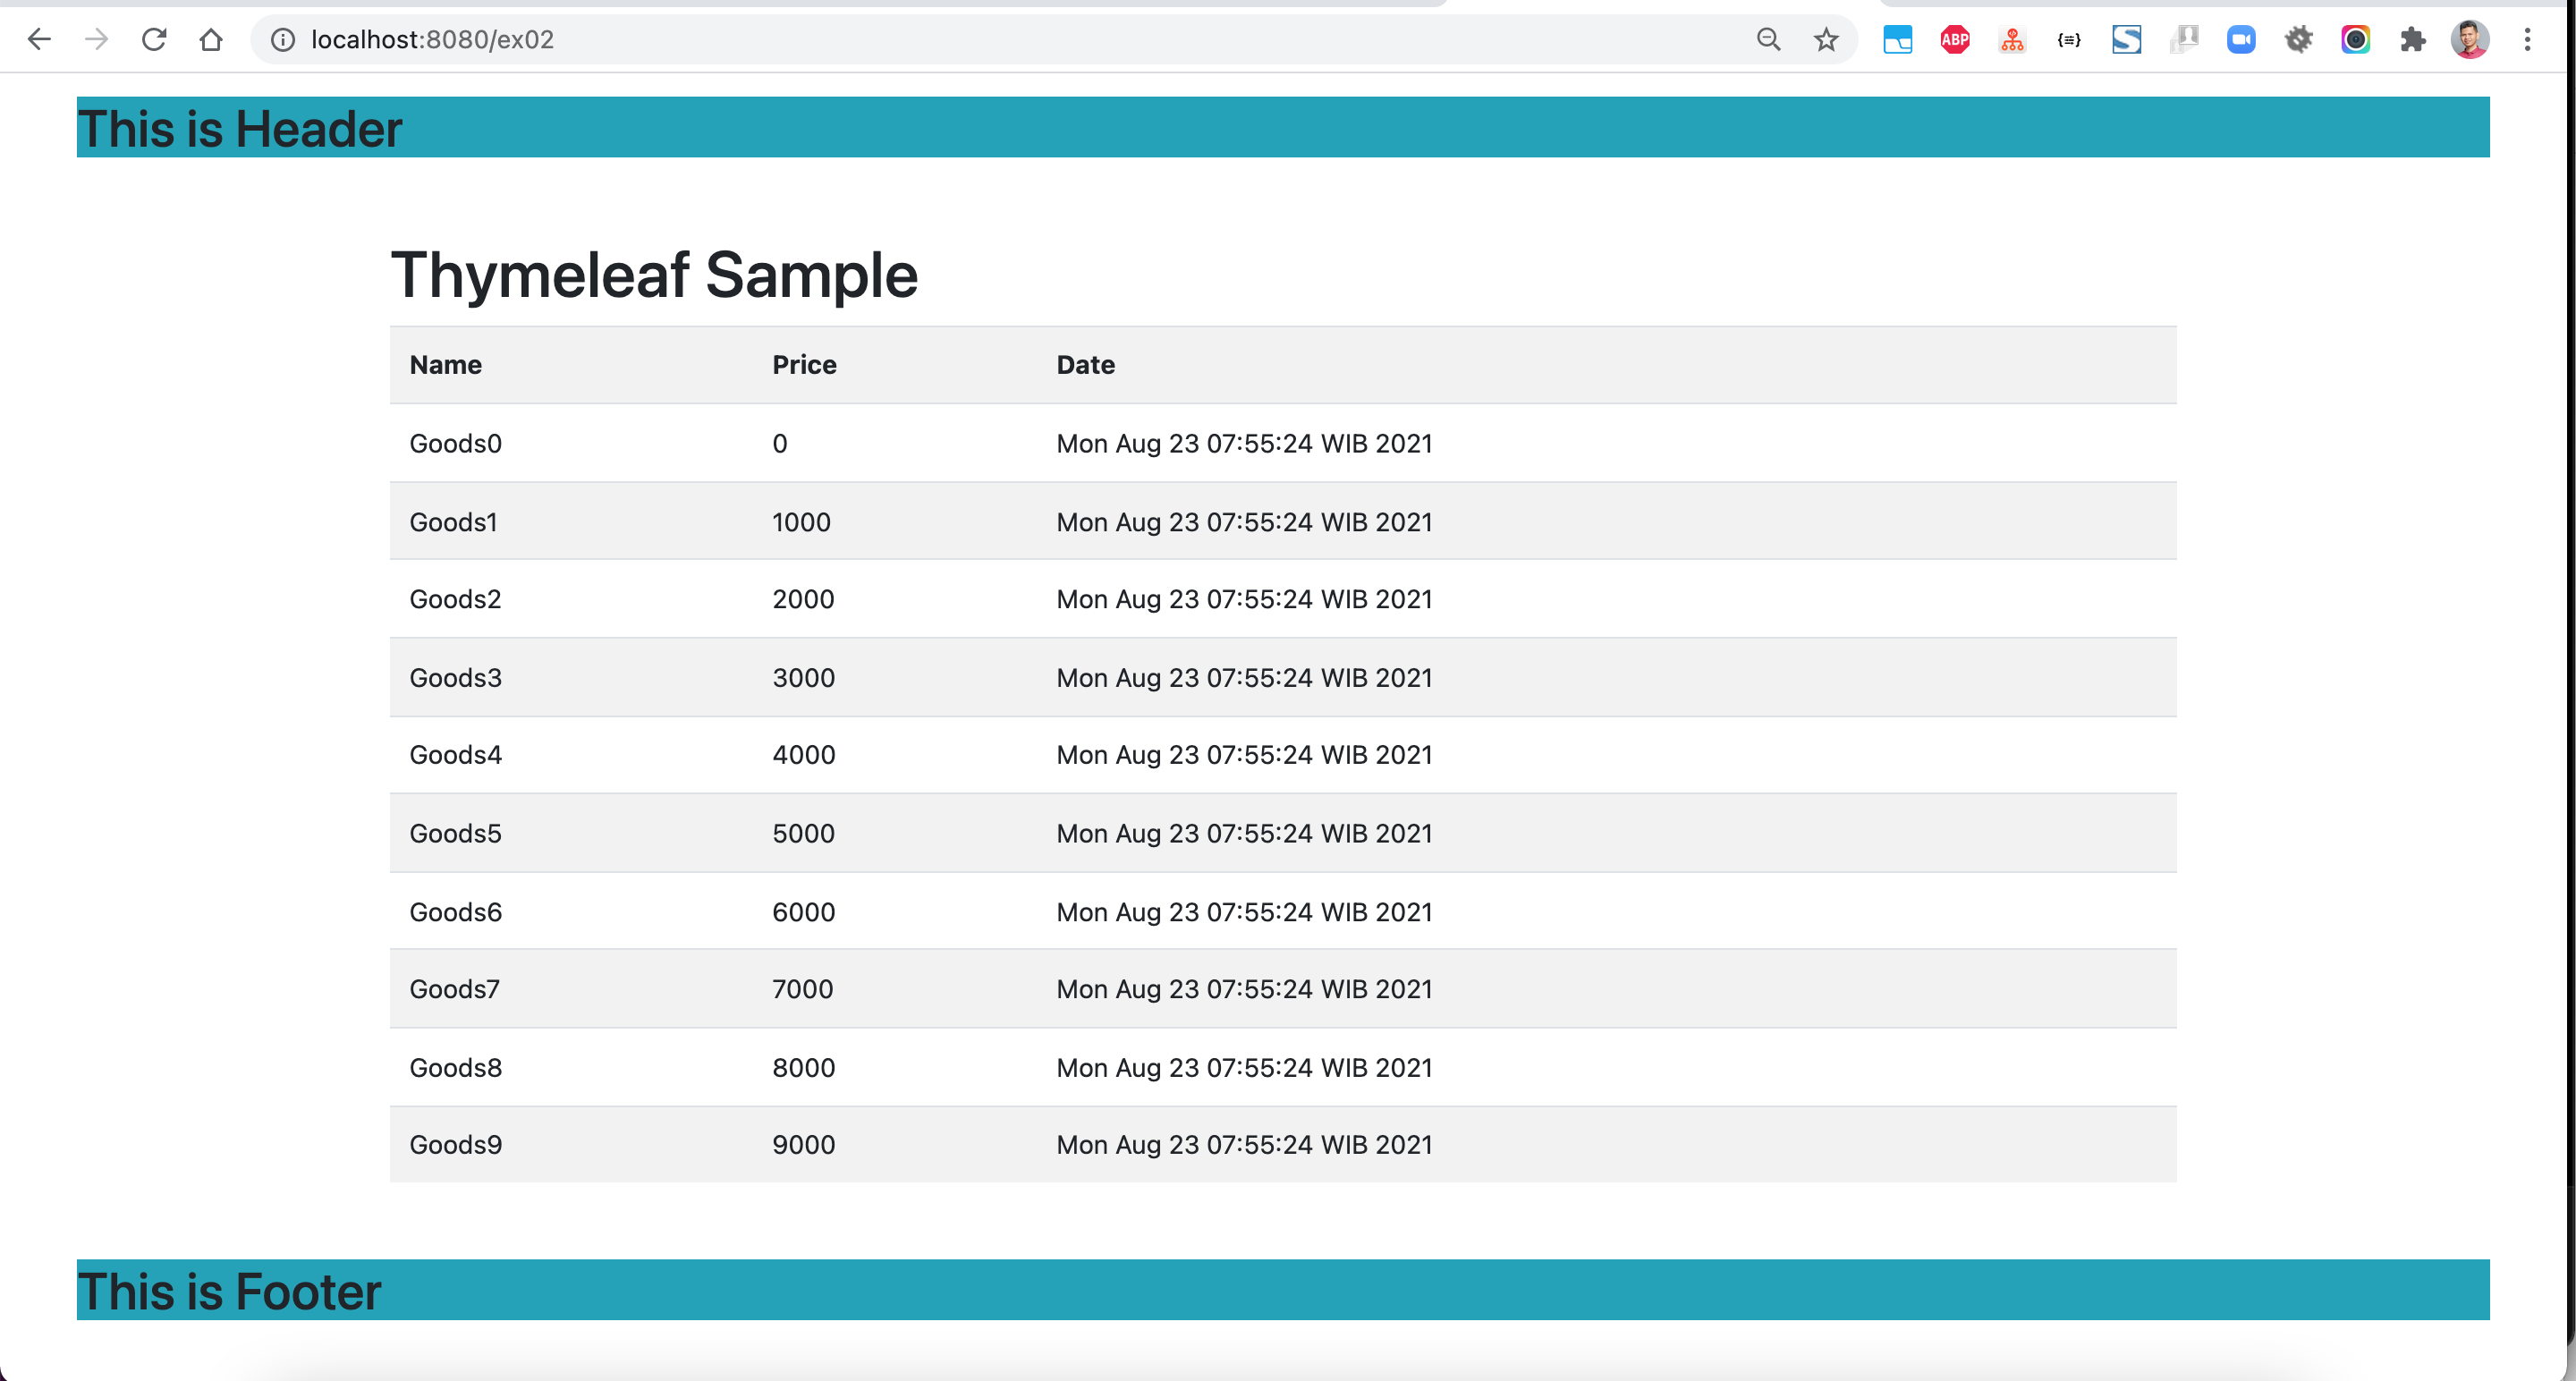 localhost:8080/ex02
ABP
{≡}
S
This is Header
Thymeleaf Sample
Name Price Date
Goods0 0 Mon Aug 23 07:55:24 WIB 2021
Goods1 1000 Mon Aug 23 07:55:24 WIB 2021
Goods2 2000 Mon Aug 23 07:55:24 WIB 2021
Goods3 3000 Mon Aug 23 07:55:24 WIB 2021
Goods4 4000 Mon Aug 23 07:55:24 WIB 2021
Goods5 5000 Mon Aug 23 07:55:24 WIB 2021
Goods6 6000 Mon Aug 23 07:55:24 WIB 2021
Goods7 7000 Mon Aug 23 07:55:24 WIB 2021
Goods8 8000 Mon Aug 23 07:55:24 WIB 2021
Goods9 9000 Mon Aug 23 07:55:24 WIB 2021
This is Footer